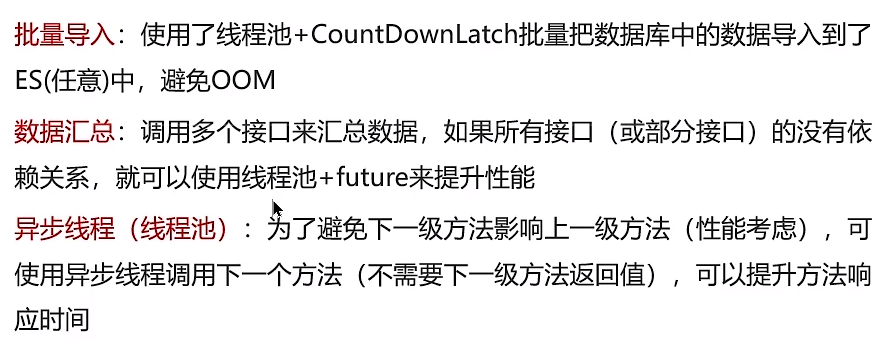 批量导入：使用了线程池+CountDownLatch批量把数据库中的数据导入到了
ES(任意)中，避免OOM
数据汇总：调用多个接口来汇总数据，如果所有接口（或部分接口）的没有依
赖关系，就可以使用线程池+future来提升性能
异步线程（线程池）：为了避免下一级方法影响上一级方法（性能考虑），可
使用异步线程调用下一个方法（不需要下一级方法返回值），可以提升方法响
应时间